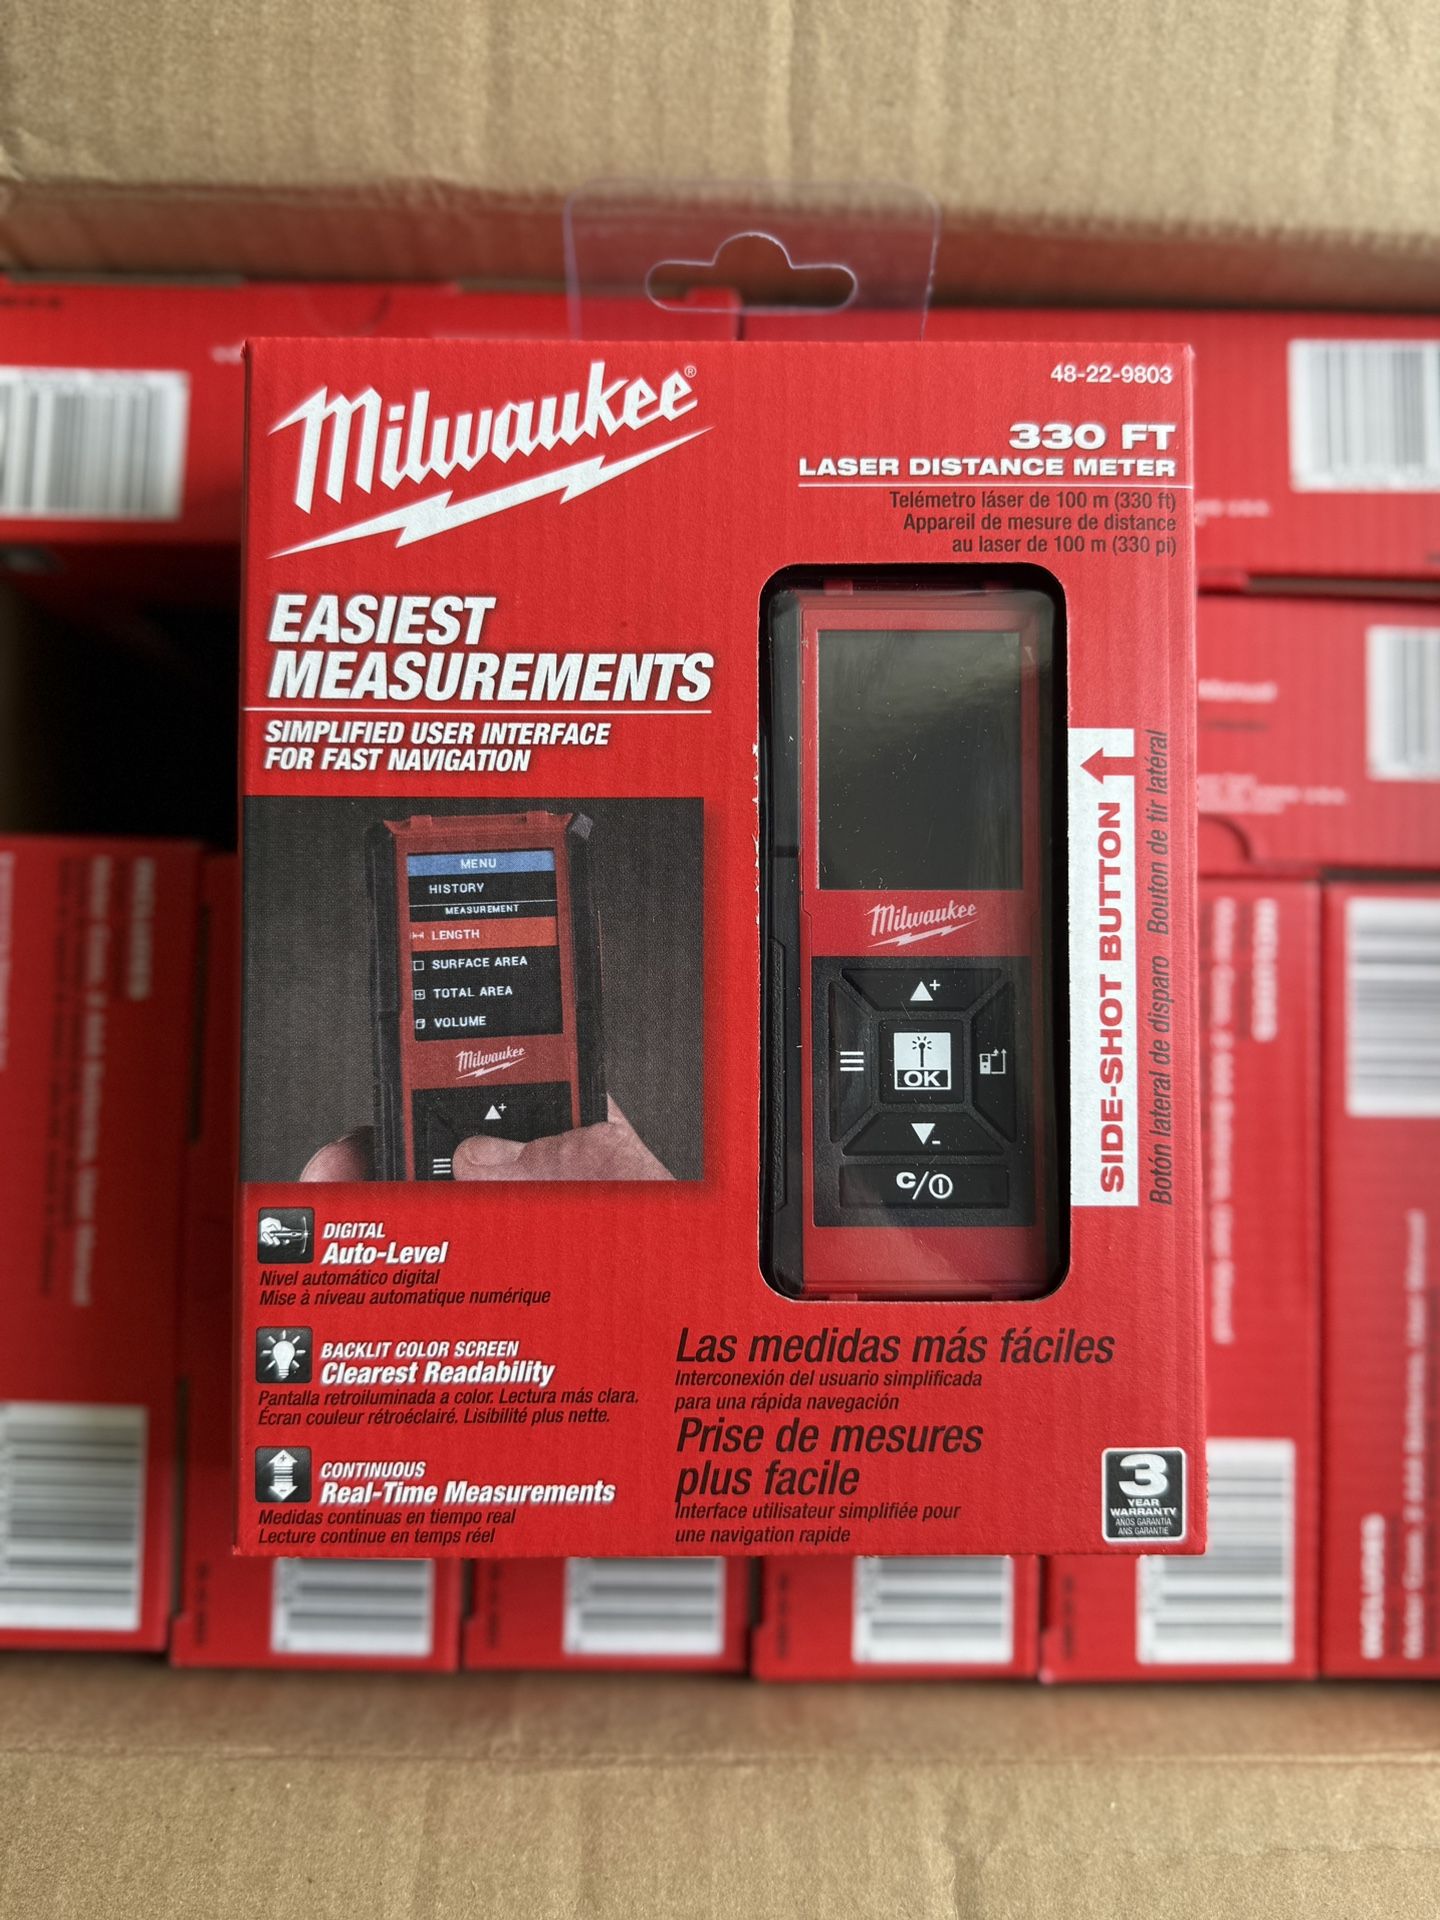 Milwaukee®
48-22-9803
330 FT
LASER DISTANCE METER
Telémetro láser de 100 m (330 ft)
Appareil de mesure de distance
au laser de 100 m (330 pi)
EASIEST
MEASUREMENTS
SIMPLIFIED USER INTERFACE
FOR FAST NAVIGATION
MENU
HISTORY
MEASUREMENT
LENGTH
SURFACE AREA
TOTAL AREA
VOLUME
Milwaukee
+
Milwaukee
+
OK
-
C/
SIDE-SHOT BUTTON
Botón lateral de disparo Bouton de tir latéral
DIGITAL
Auto-Level
Nivel automático digital
Mise à niveau automatique numérique
BACKLIT COLOR SCREEN
Clearest Readability
Pantalla retroiluminada a color. Lectura más clara.
Écran couleur rétroéclairé. Lisibilité plus nette.
CONTINUOUS
Real-Time Measurements
Medidas continuas en tiempo real
Lecture continue en temps réel
Las medidas más fáciles
Interconexión del usuario simplificada
para una rápida navegación
Prise de mesures
plus facile
Interface utilisateur simplifiée pour
une navigation rapide
3
YEAR
WARRANTY
AÑOS GARANTIA
ANS GARANTIE